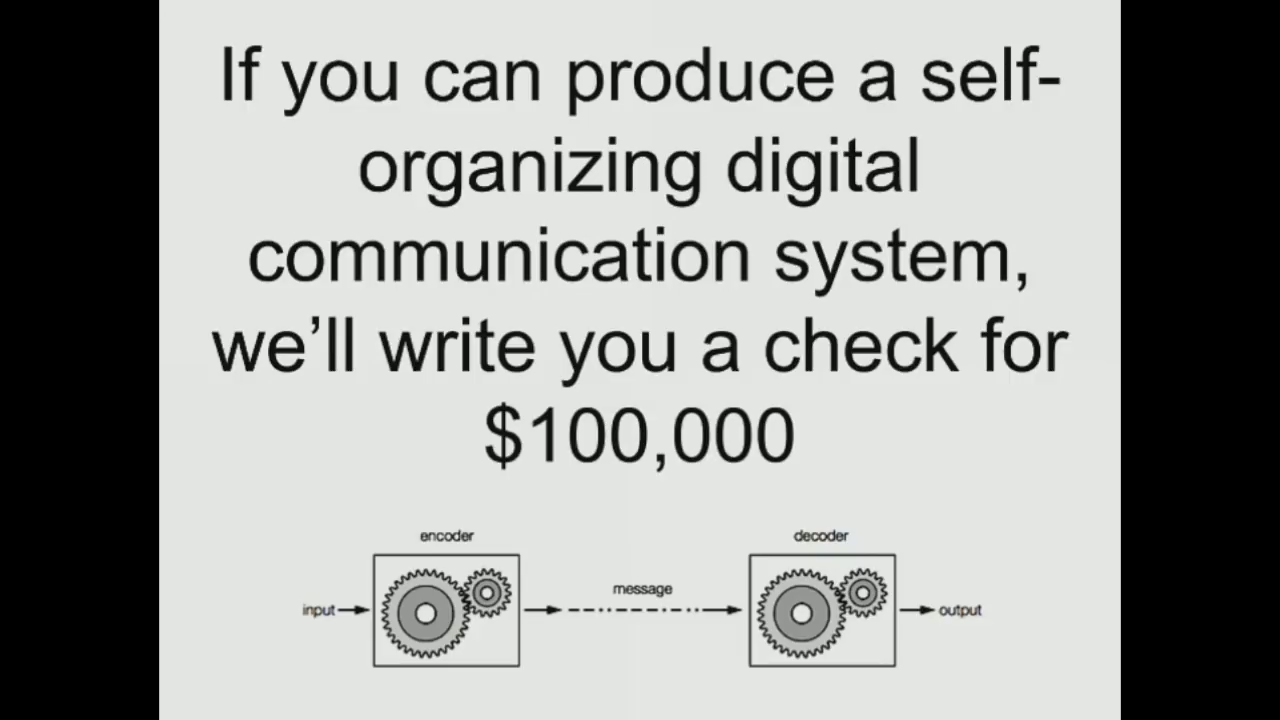 If you can produce a self-
organizing digital
communication system,
we’ll write you a check for
$100,000
encoder
decoder
message
input
output